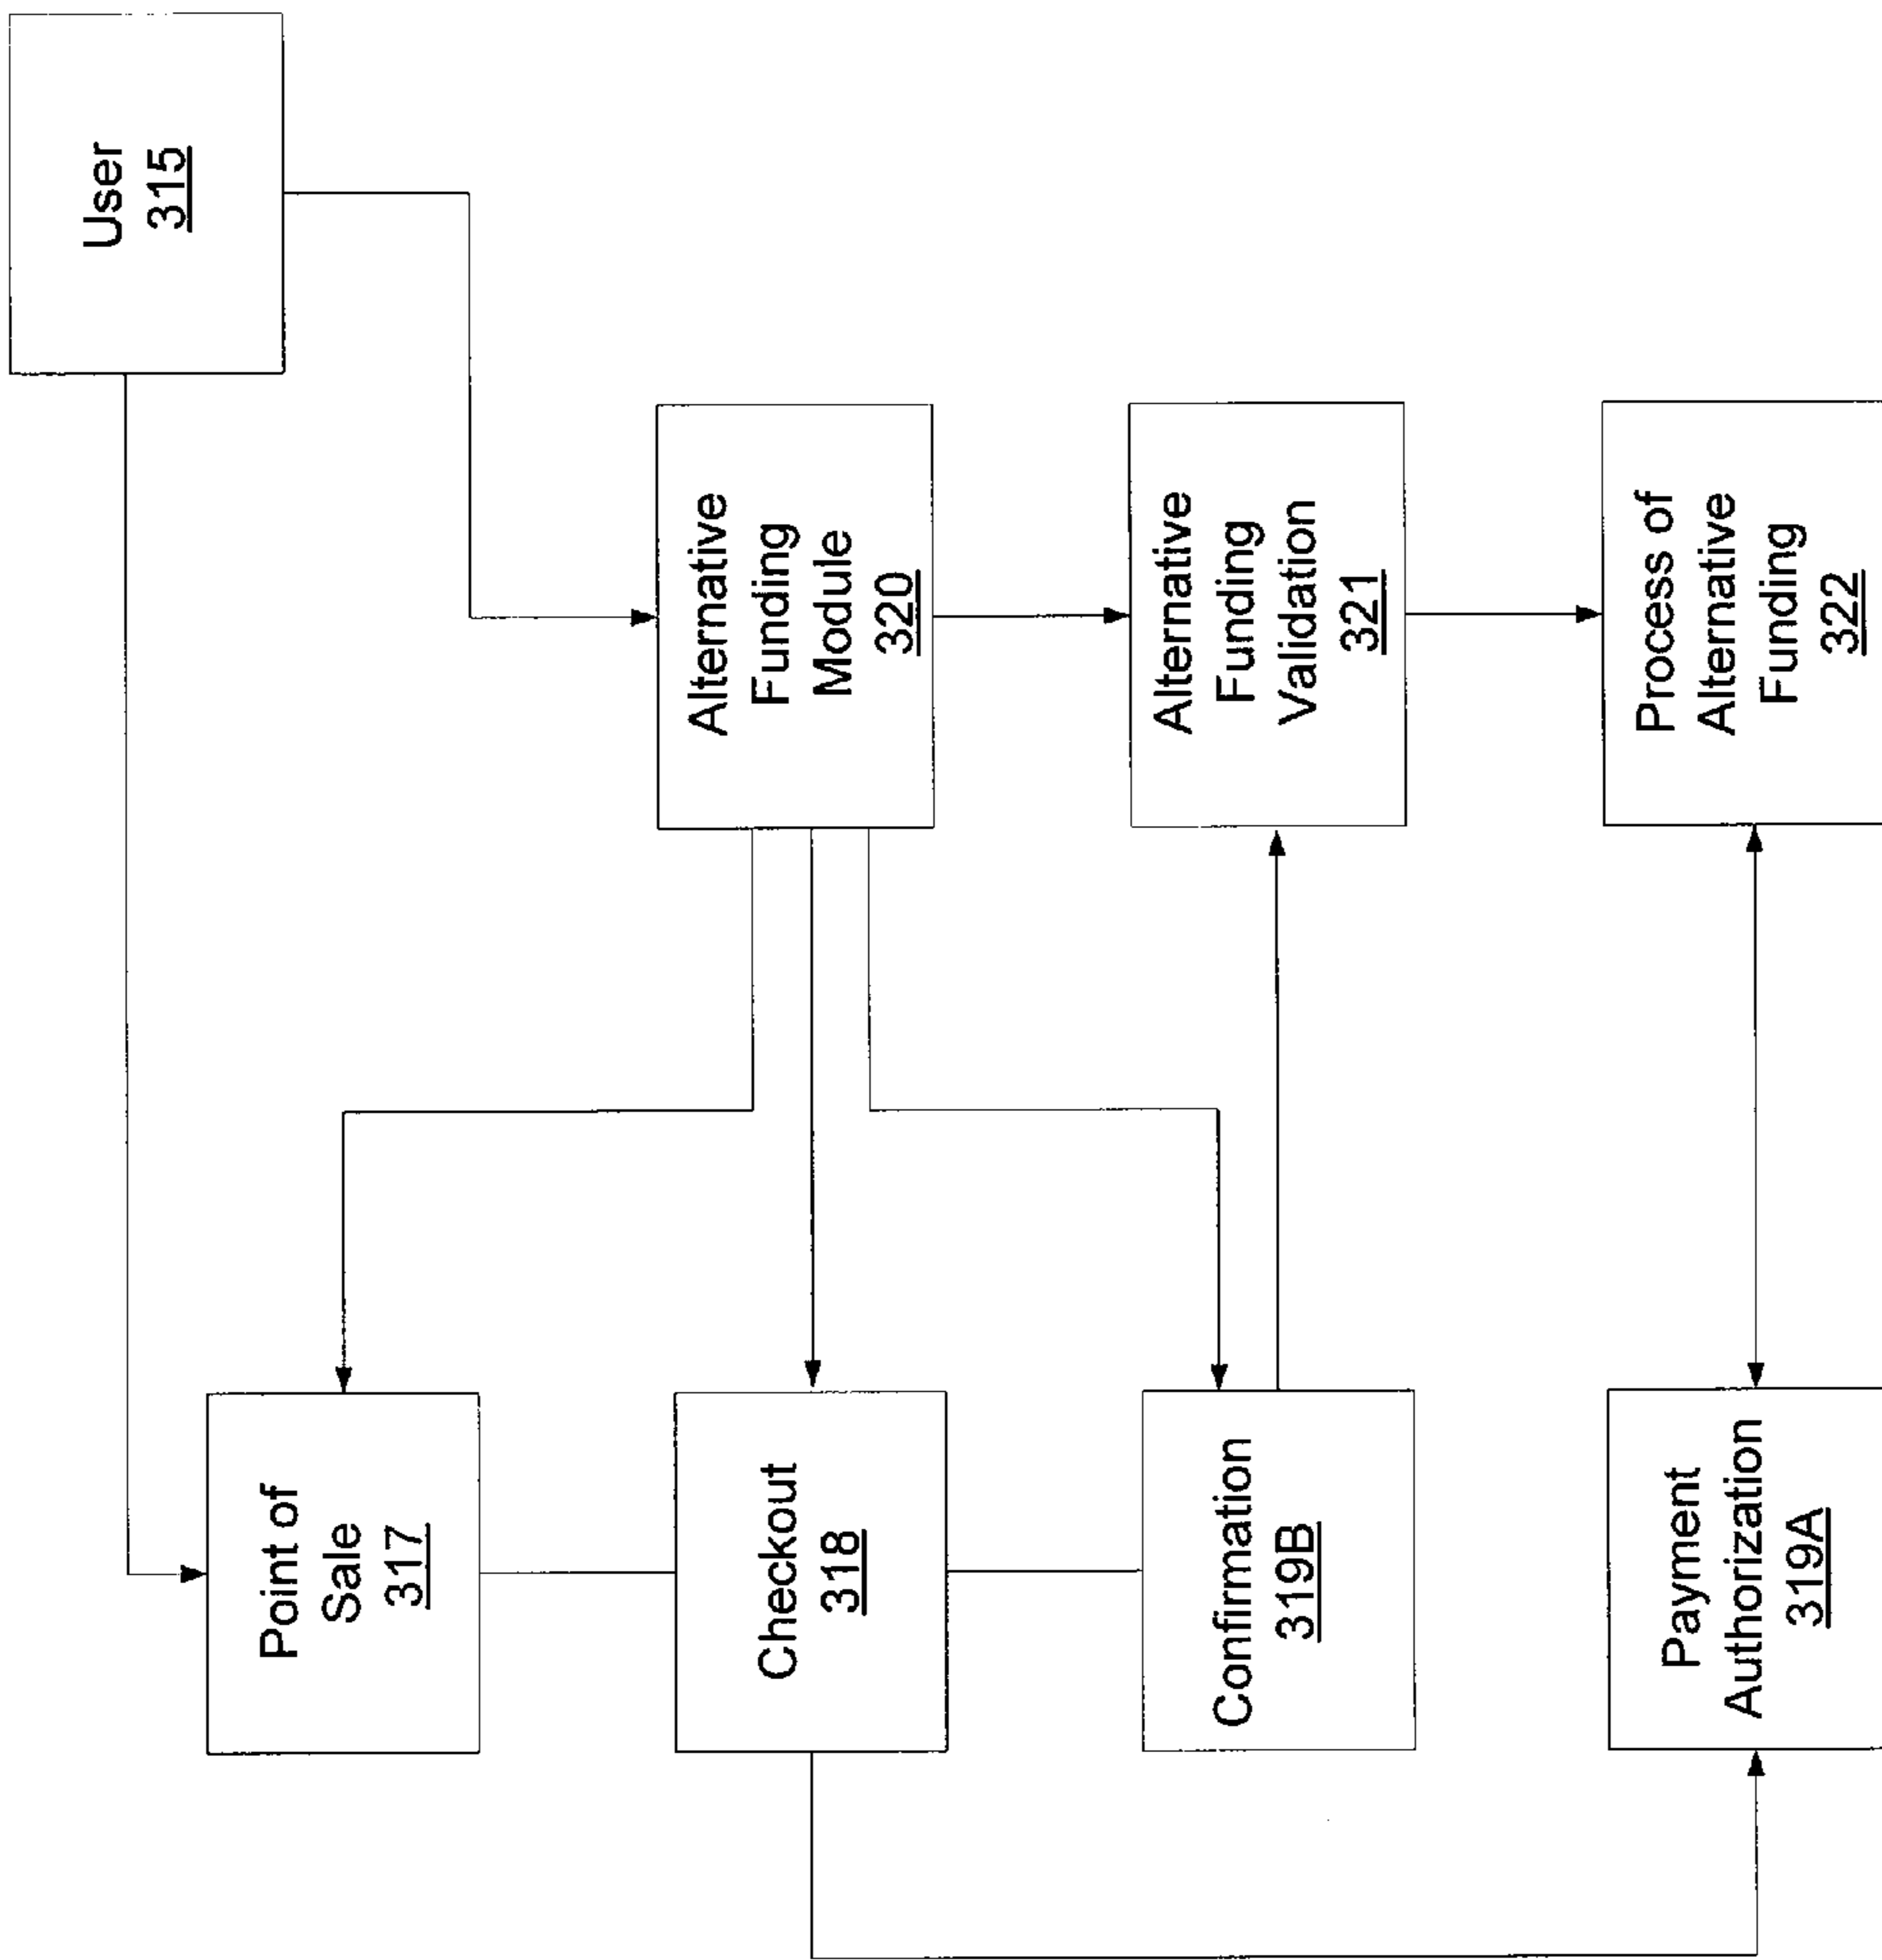 User
315
Point of
Sale
317
Checkout
318
Confirmation
319B
Payment
Authorization
319A
Alternative
Funding
Module
320
Alternative
Funding
Validation
321
Process of
Alternative
Funding
322